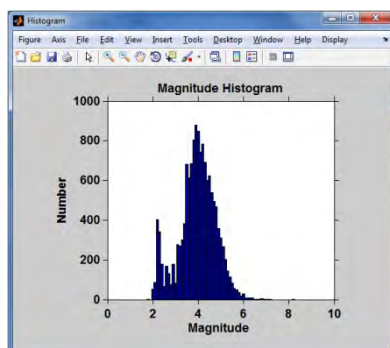 Histogram
Figure Axis File Edit View Insert Tools Desktop Window Help Display
Magnitude Histogram
1000
800
600
400
200
0
Number
0 2 4 6 8 10
Magnitude